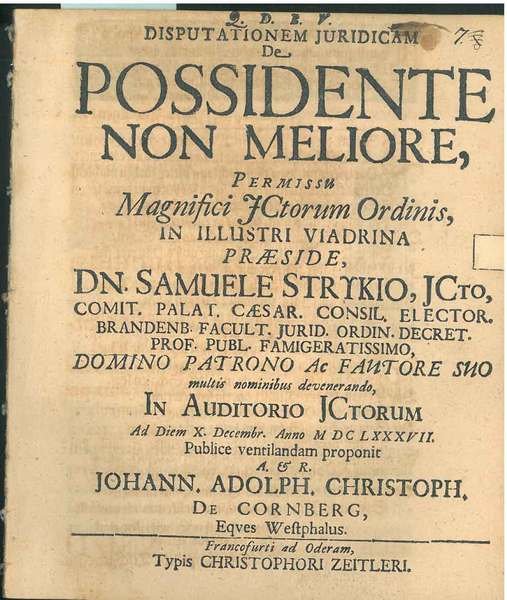 Q. D. B. V.
DISPUTATIONEM JURIDICAM
De
POSSIDENTE
NON MELIORE,
PERMISSU
Magnifici JCtorum Ordinis,
IN ILLUSTRI VIADRINA
PRÆSIDE,
DN. SAMUELE STRYKIO, JCTO,
COMIT. PALAT. CÆSAR. CONSIL. ELECTOR.
BRANDENB. FACULT. JURID. ORDIN. DECRET.
PROF. PUBL. FAMIGERATISSIMO,
DOMINO PATRONO Ac FAUTORE SUO
multis nominibus devenerando,
IN AUDITORIO JCTORUM
Ad Diem X. Decembr. Anno M DC LXXXVII.
Publice ventilandam proponit
A. & R.
JOHANN. ADOLPH. CHRISTOPH.
DE CORNBERG,
Eqves Westphalus.
Francofurti ad Oderam,
Typis CHRISTOPHORI ZEITLERI.